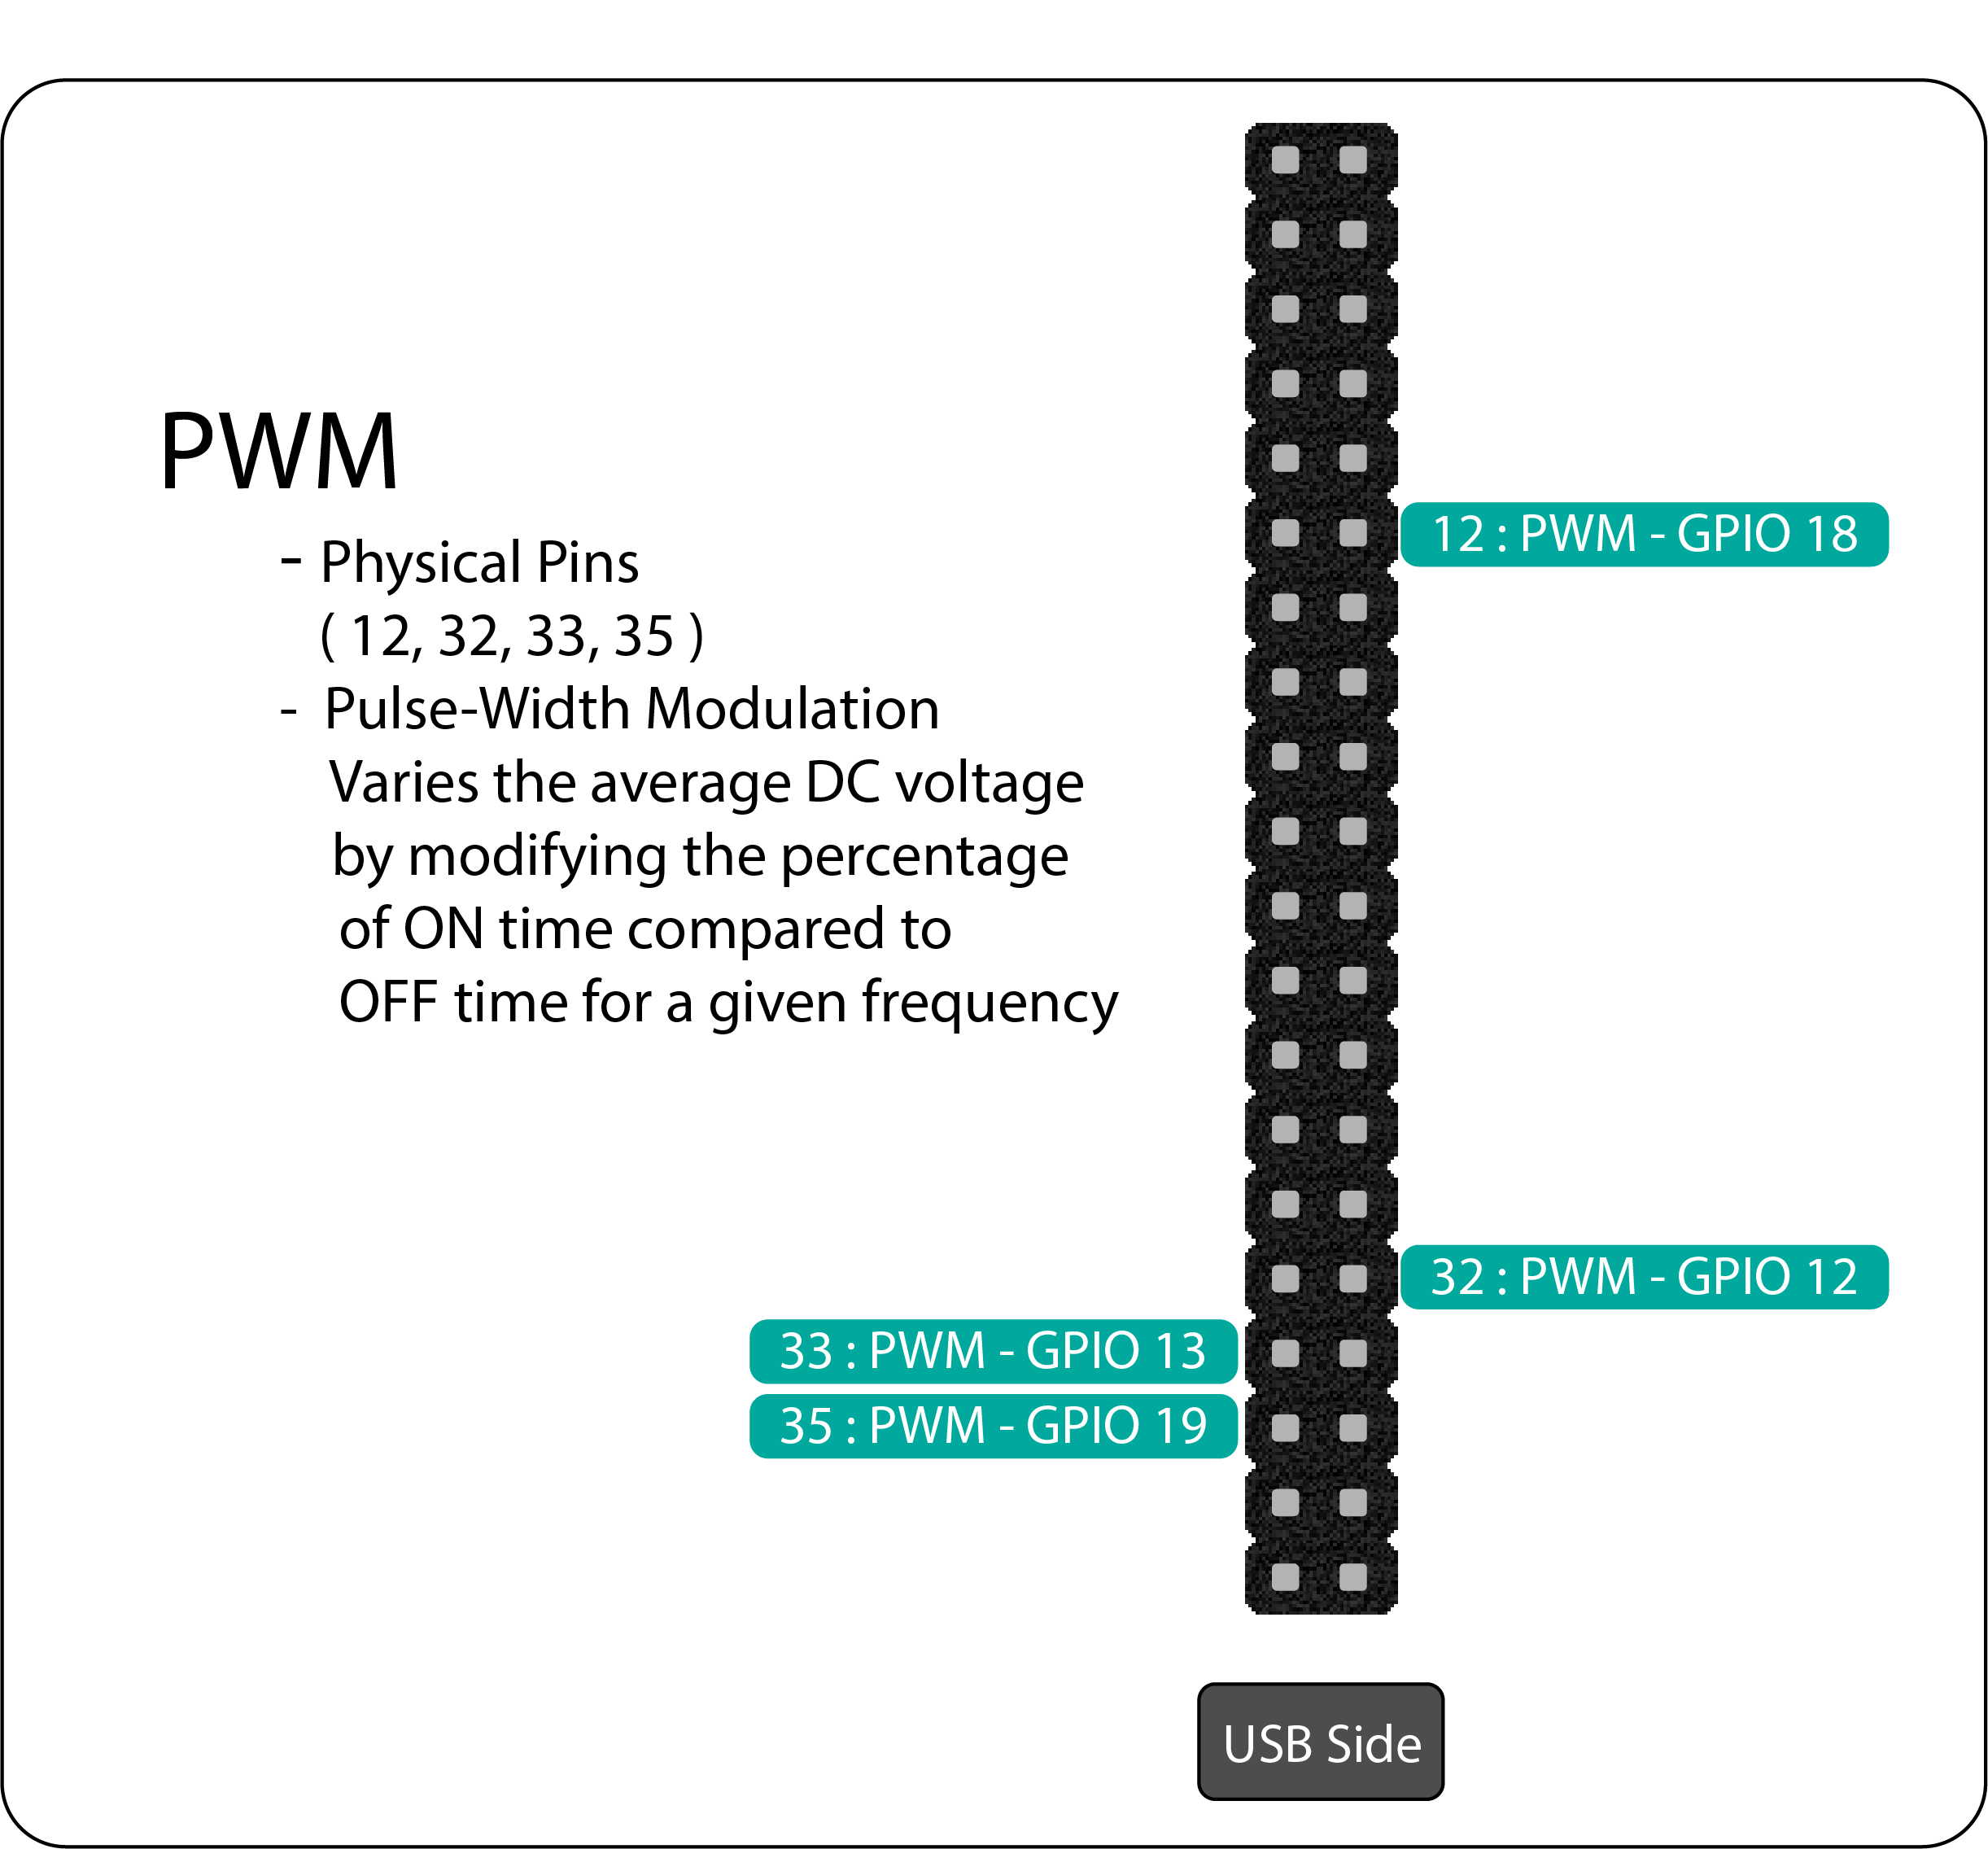 PWM
- Physical Pins
( 12, 32, 33, 35 )
- Pulse-Width Modulation
Varies the average DC voltage
by modifying the percentage
of ON time compared to
OFF time for a given frequency
12 : PWM - GPIO 18
32 : PWM - GPIO 12
33 : PWM - GPIO 13
35 : PWM - GPIO 19
USB Side